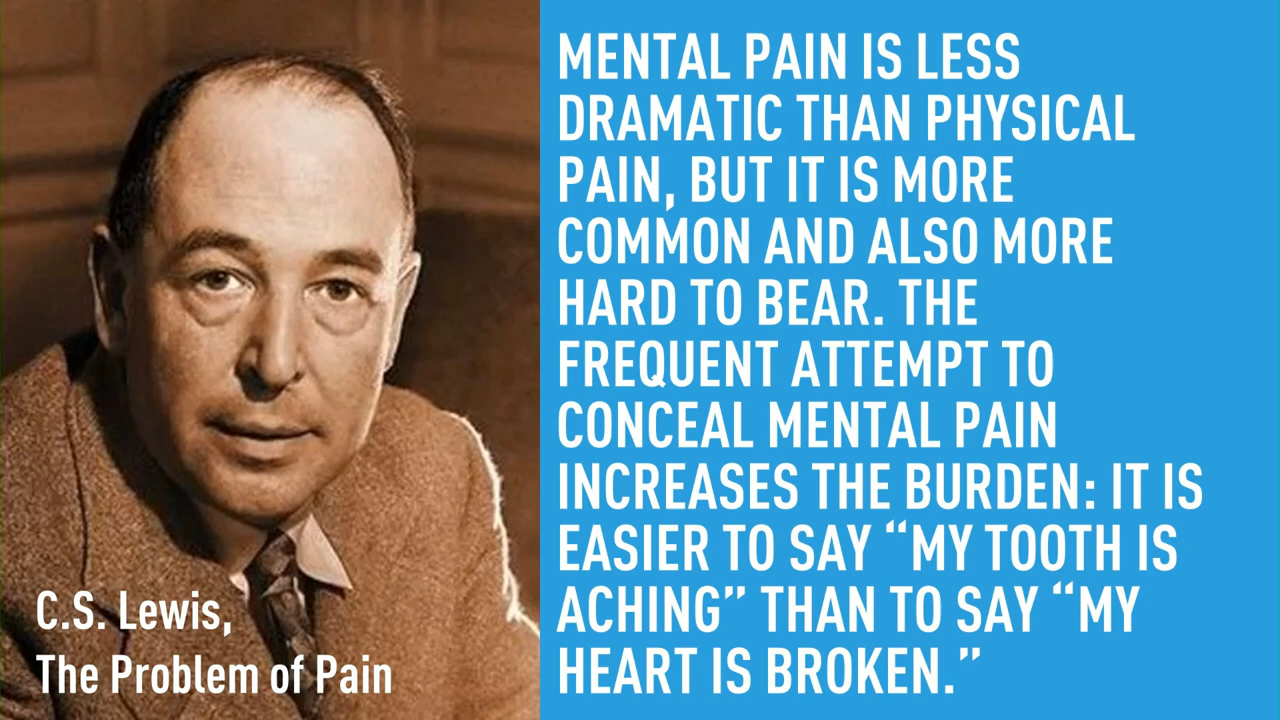 MENTAL PAIN IS LESS
DRAMATIC THAN PHYSICAL
PAIN, BUT IT IS MORE
COMMON AND ALSO MORE
HARD TO BEAR. THE
FREQUENT ATTEMPT TO
CONCEAL MENTAL PAIN
INCREASES THE BURDEN: IT IS
EASIER TO SAY “MY TOOTH IS
ACHING” THAN TO SAY “MY
HEART IS BROKEN.”
C.S. Lewis,
The Problem of Pain